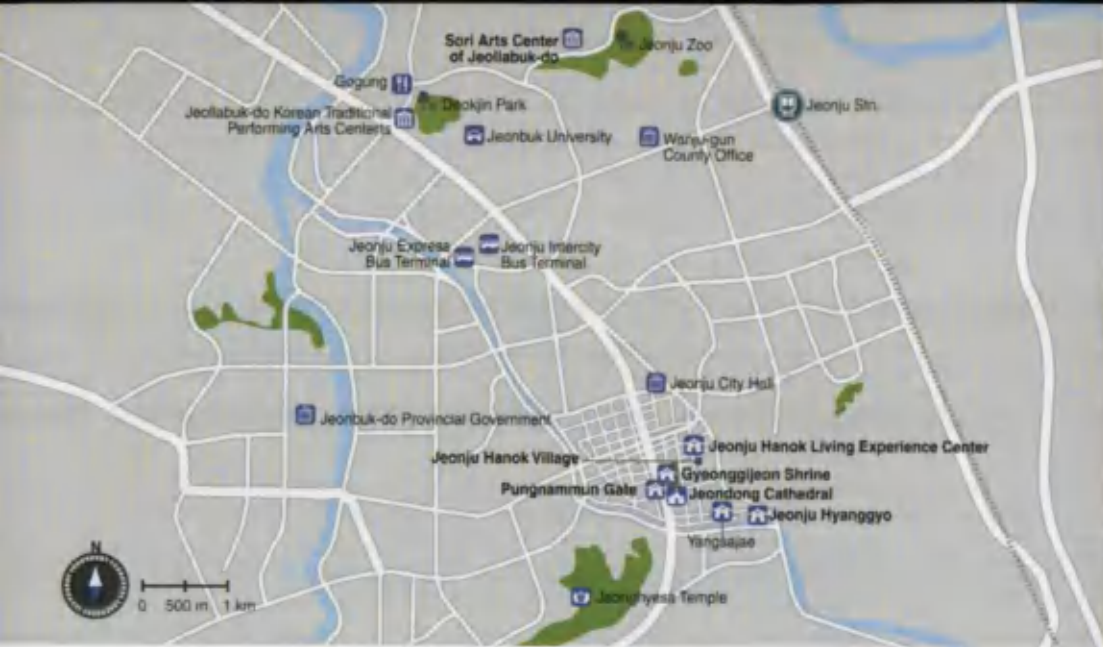 Sori Arts Center
of Jeollabuk-do
Jeonju Zoo
Gogung
Deokjin Park
Jeollabuk-do Korean Traditional
Performing Arts Centerts
Jeonbuk University
Wanju-gun
County Office
Jeonju Stn.
Jeonju Express
Bus Terminal
Jeonju Intercity
Bus Terminal
Jeonju City Hall
Jeonbuk-do Provincial Government
Jeonju Hanok Living Experience Center
Jeonju Hanok Village
Gyeonggijeon Shrine
Pungnammun Gate
Jeondong Cathedral
Jeonju Hyanggyo
Yangsajae
Temple
N
0 500 m 1 km